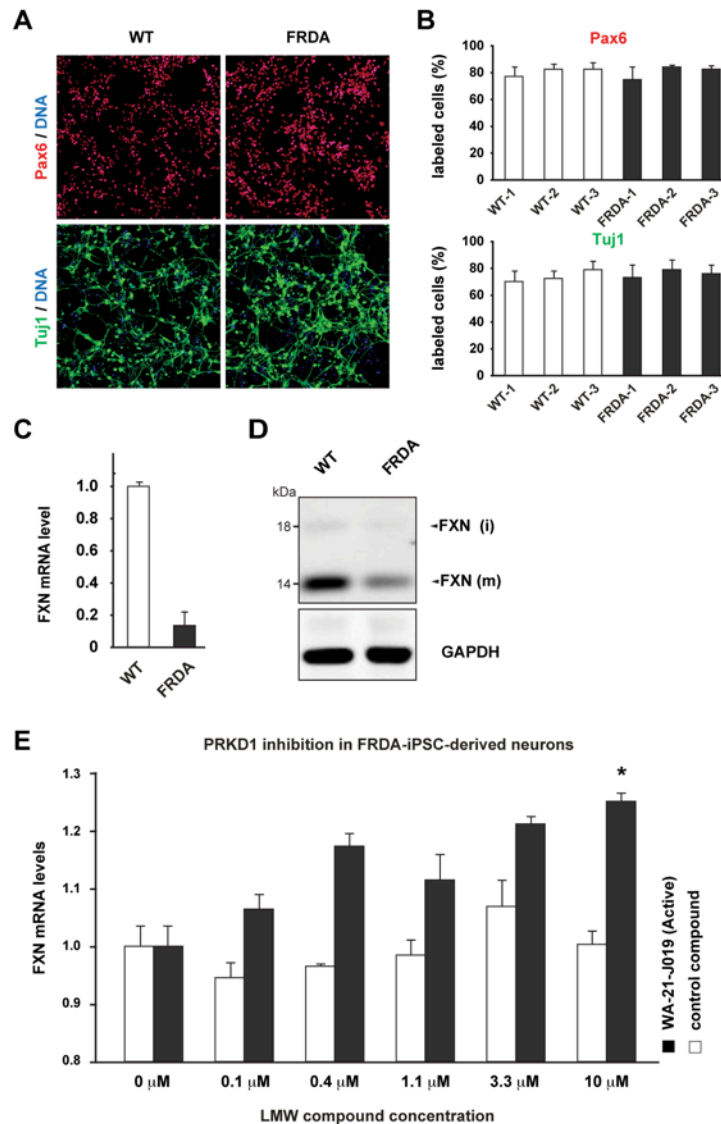 A
WT
FRDA
Pax6 / DNA
Tuj1 / DNA
B
Pax6
labeled cells (%)
100
80
60
40
20
0
WT-1
WT-2
WT-3
FRDA-1
FRDA-2
FRDA-3
Tuj1
labeled cells (%)
100
80
60
40
20
0
WT-1
WT-2
WT-3
FRDA-1
FRDA-2
FRDA-3
C
FXN mRNA level
1.0
0.8
0.6
0.4
0.2
0
WT
FRDA
D
WT
FRDA
kDa
18
FXN (i)
14
FXN (m)
GAPDH
E
PRKD1 inhibition in FRDA-iPSC-derived neurons
FXN mRNA levels
1.3
1.2
1.1
1.0
0.9
0.8
*
0 μM
0.1 μM
0.4 μM
1.1 μM
3.3 μM
10 μM
LMW compound concentration
WA-21-J019 (Active)
control compound